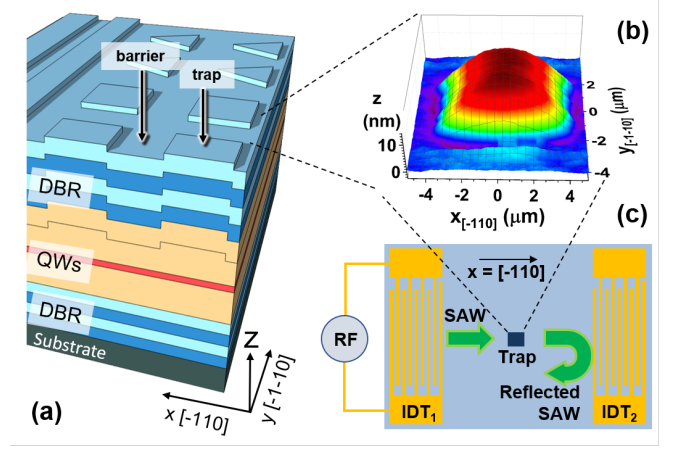 barrier
trap
DBR
QWs
DBR
Substrate
(a)
Z
x [-110]
y [-1-10]
(b)
z
(nm)
10
0
-4 -2 0 2 4
x[-110] (μm)
2
0
-2
-4
y[-1-10] (μm)
(c)
x = [-110]
RF
SAW
Trap
Reflected
SAW
IDT1
IDT2